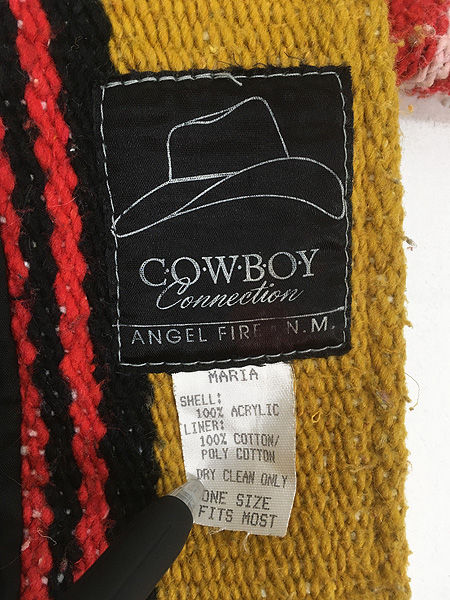 C·O·W·B·O·Y
Connection
ANGEL FIRE N.M.
MARIA
SHELL:
100% ACRYLIC
LINER:
100% COTTON/
POLY COTTON
DRY CLEAN ONLY
ONE SIZE
FITS MOST